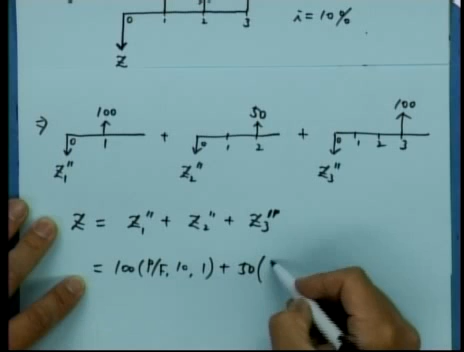 0 1 2 3 i = 10%
Z
⇒ 100 50 100
0 1 + 0 1 2 + 0 1 2 3
Z₁" Z₂" Z₃"
Z = Z₁" + Z₂" + Z₃"
= 100(P/F, 10, 1) + 50(